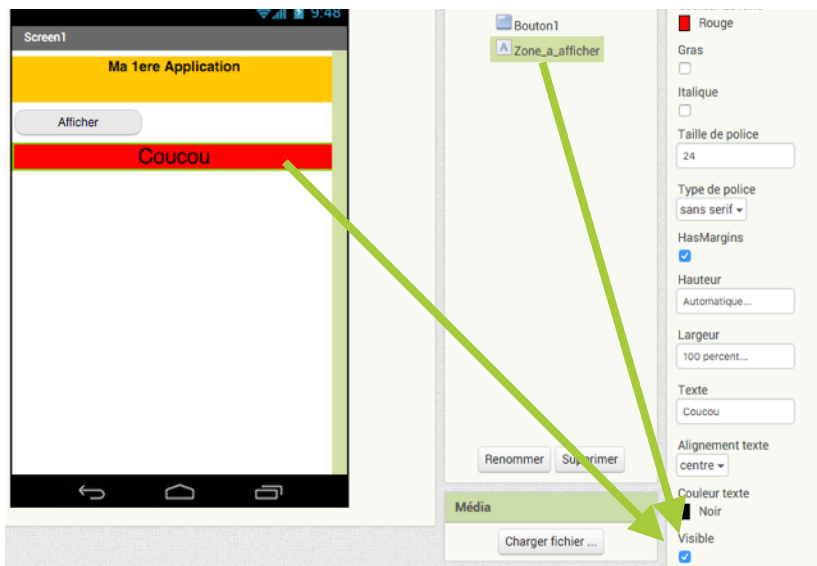 9:48
Screen1
Ma 1ere Application
Afficher
Coucou
Bouton1
A Zone_a_afficher
Renommer Supprimer
Média
Charger fichier ...
Rouge
Gras
Italique
Taille de police
24
Type de police
sans serif
HasMargins
Hauteur
Automatique...
Largeur
100 percent...
Texte
Coucou
Alignement texte
centre
Couleur texte
Noir
Visible